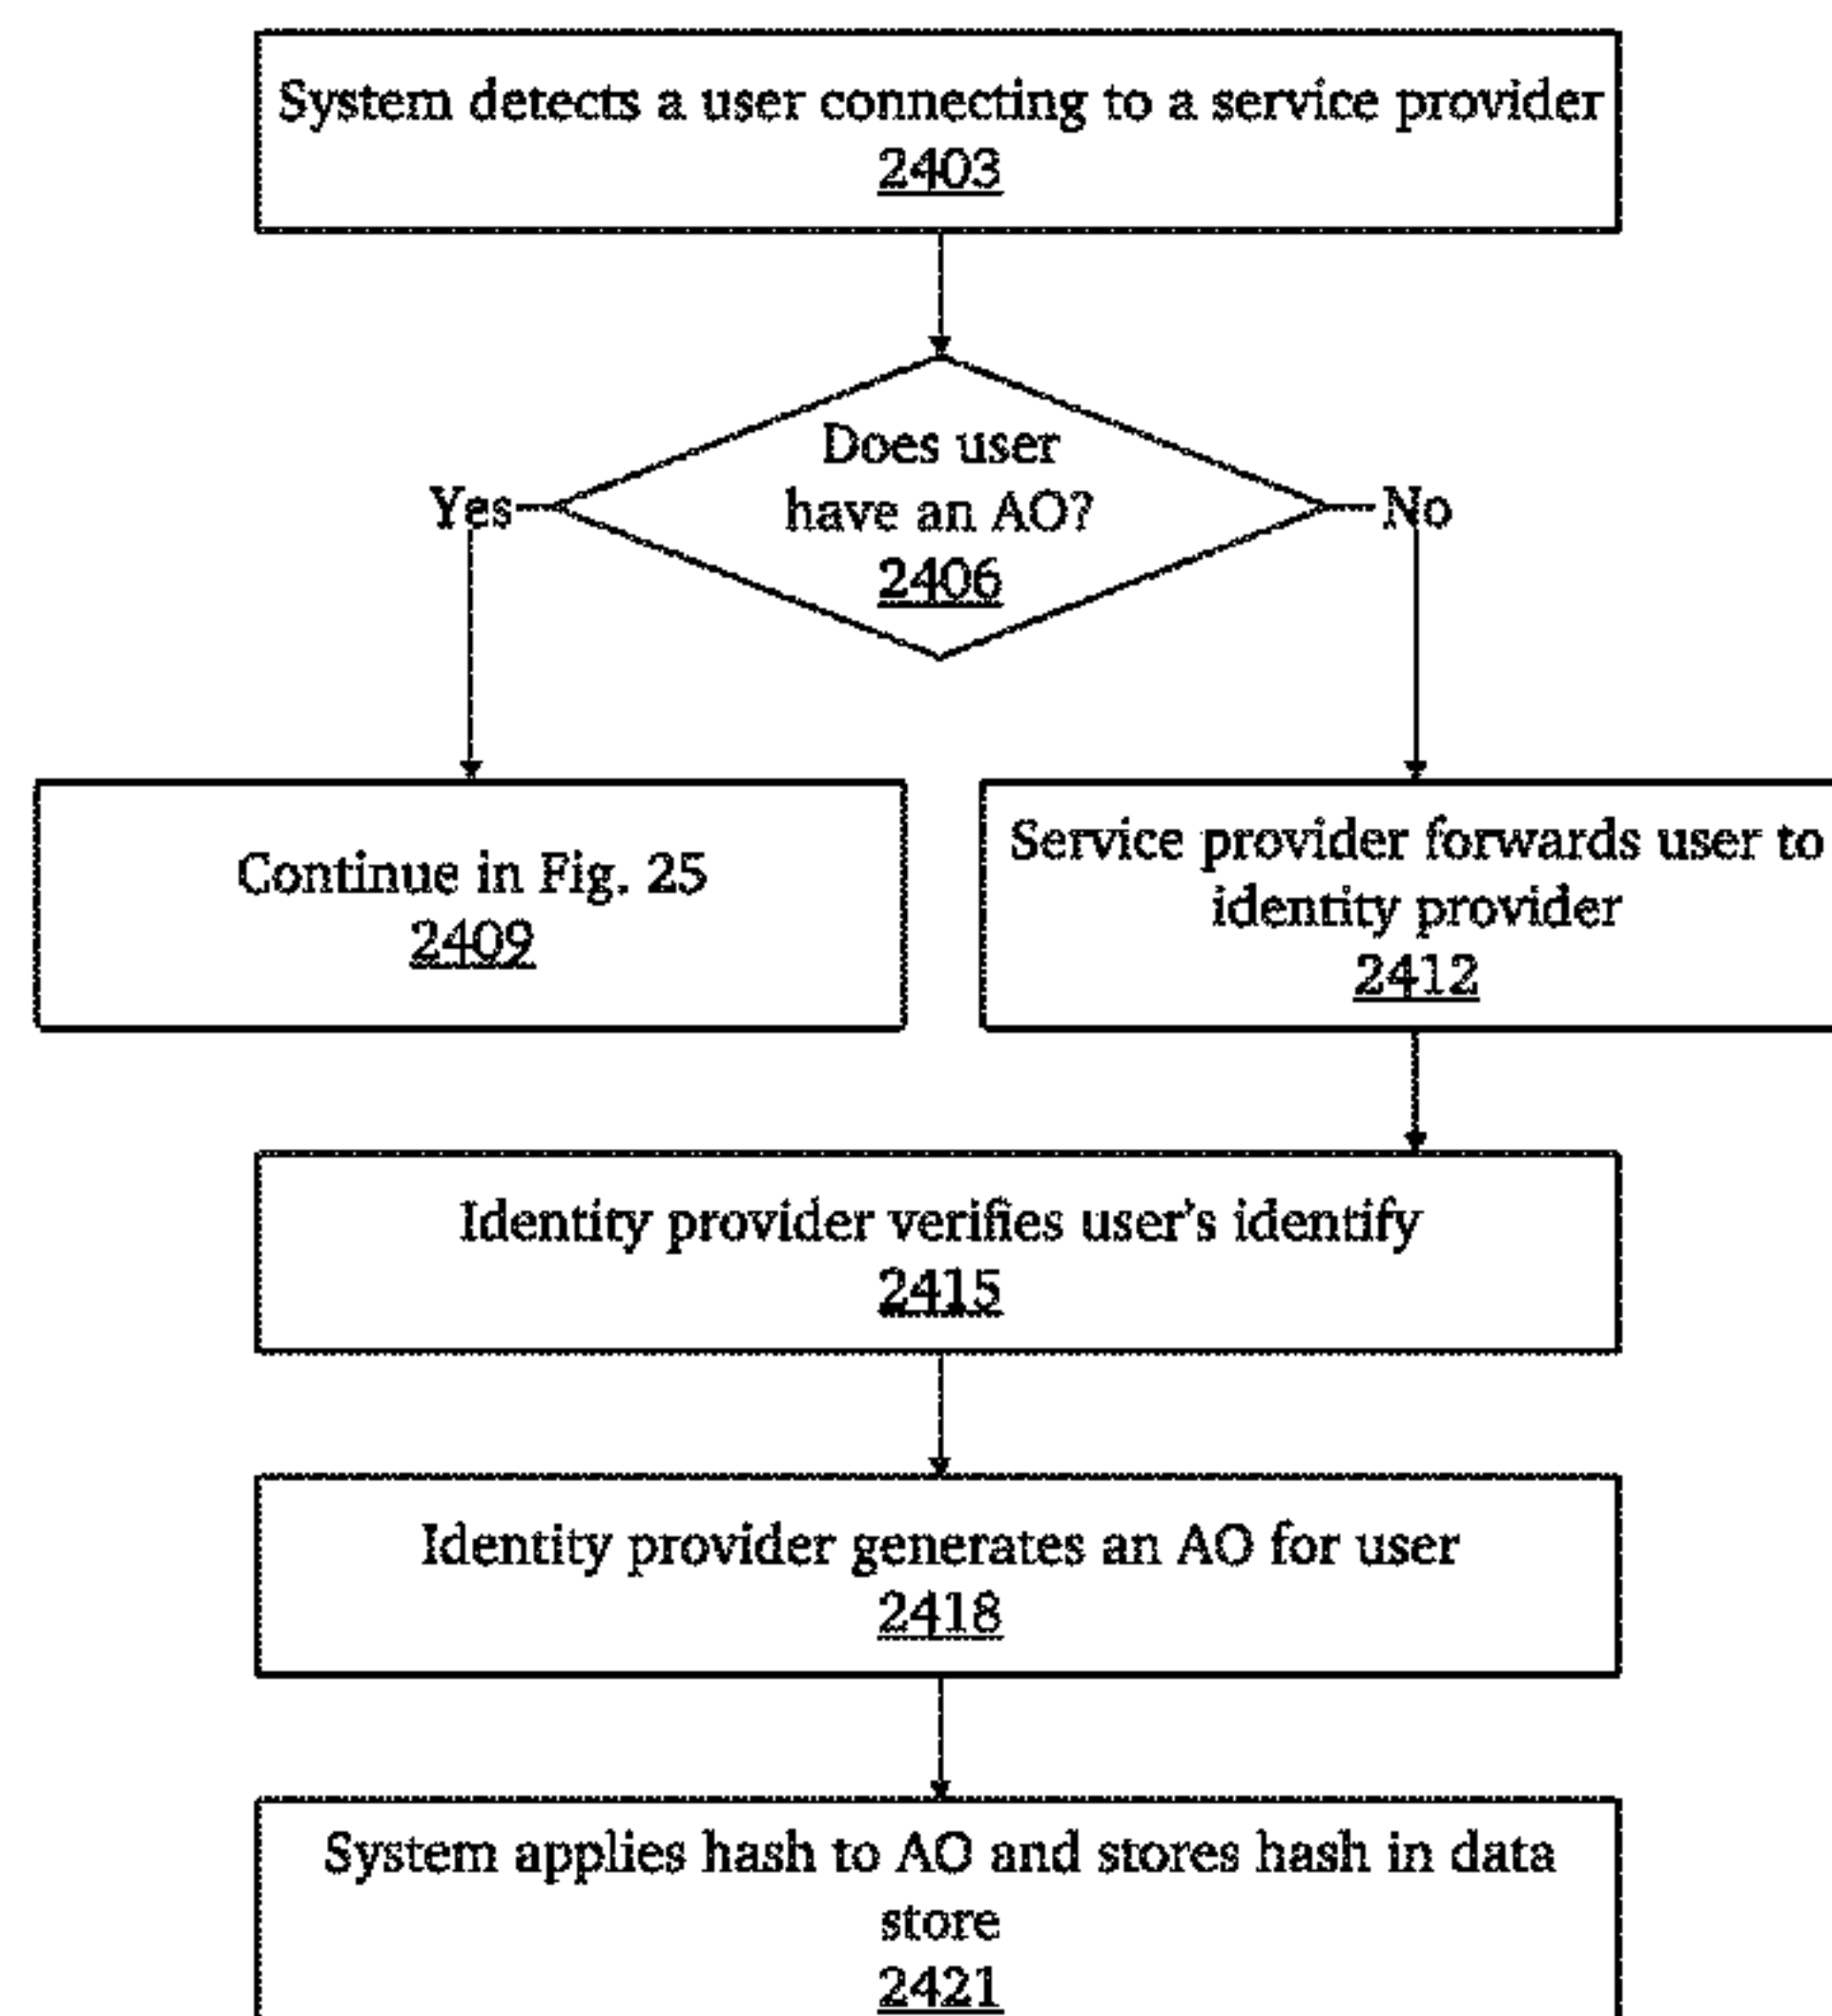 System detects a user connecting to a service provider
2403
Does user
have an AO?
2406
Yes
No
Continue in Fig. 25
2409
Service provider forwards user to
identity provider
2412
Identity provider verifies user's identify
2415
Identity provider generates an AO for user
2418
System applies hash to AO and stores hash in data
store
2421